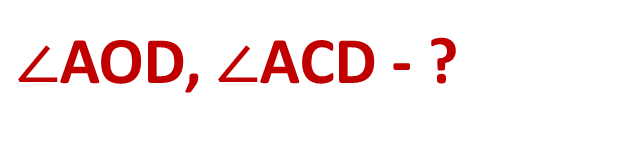 ∠AOD, ∠ACD - ?